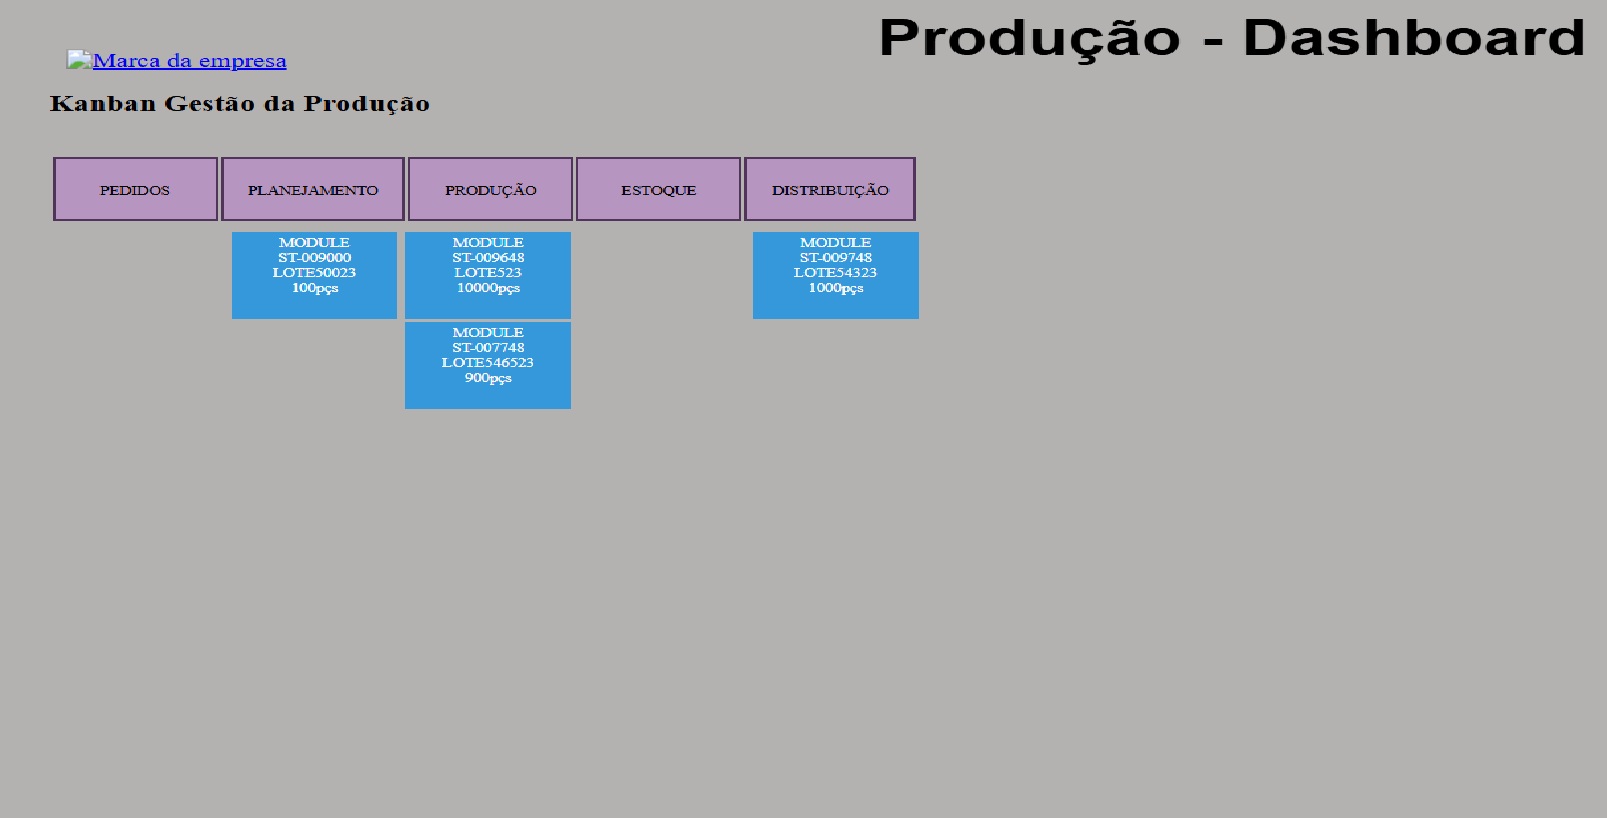 Produção - Dashboard
Marca da empresa
Kanban Gestão da Produção
PEDIDOS
PLANEJAMENTO
PRODUÇÃO
ESTOQUE
DISTRIBUIÇÃO
MODULE
ST-009000
LOTE50023
100pçs
MODULE
ST-009648
LOTE523
10000pçs
MODULE
ST-009748
LOTE54323
1000pçs
MODULE
ST-007748
LOTE546523
900pçs